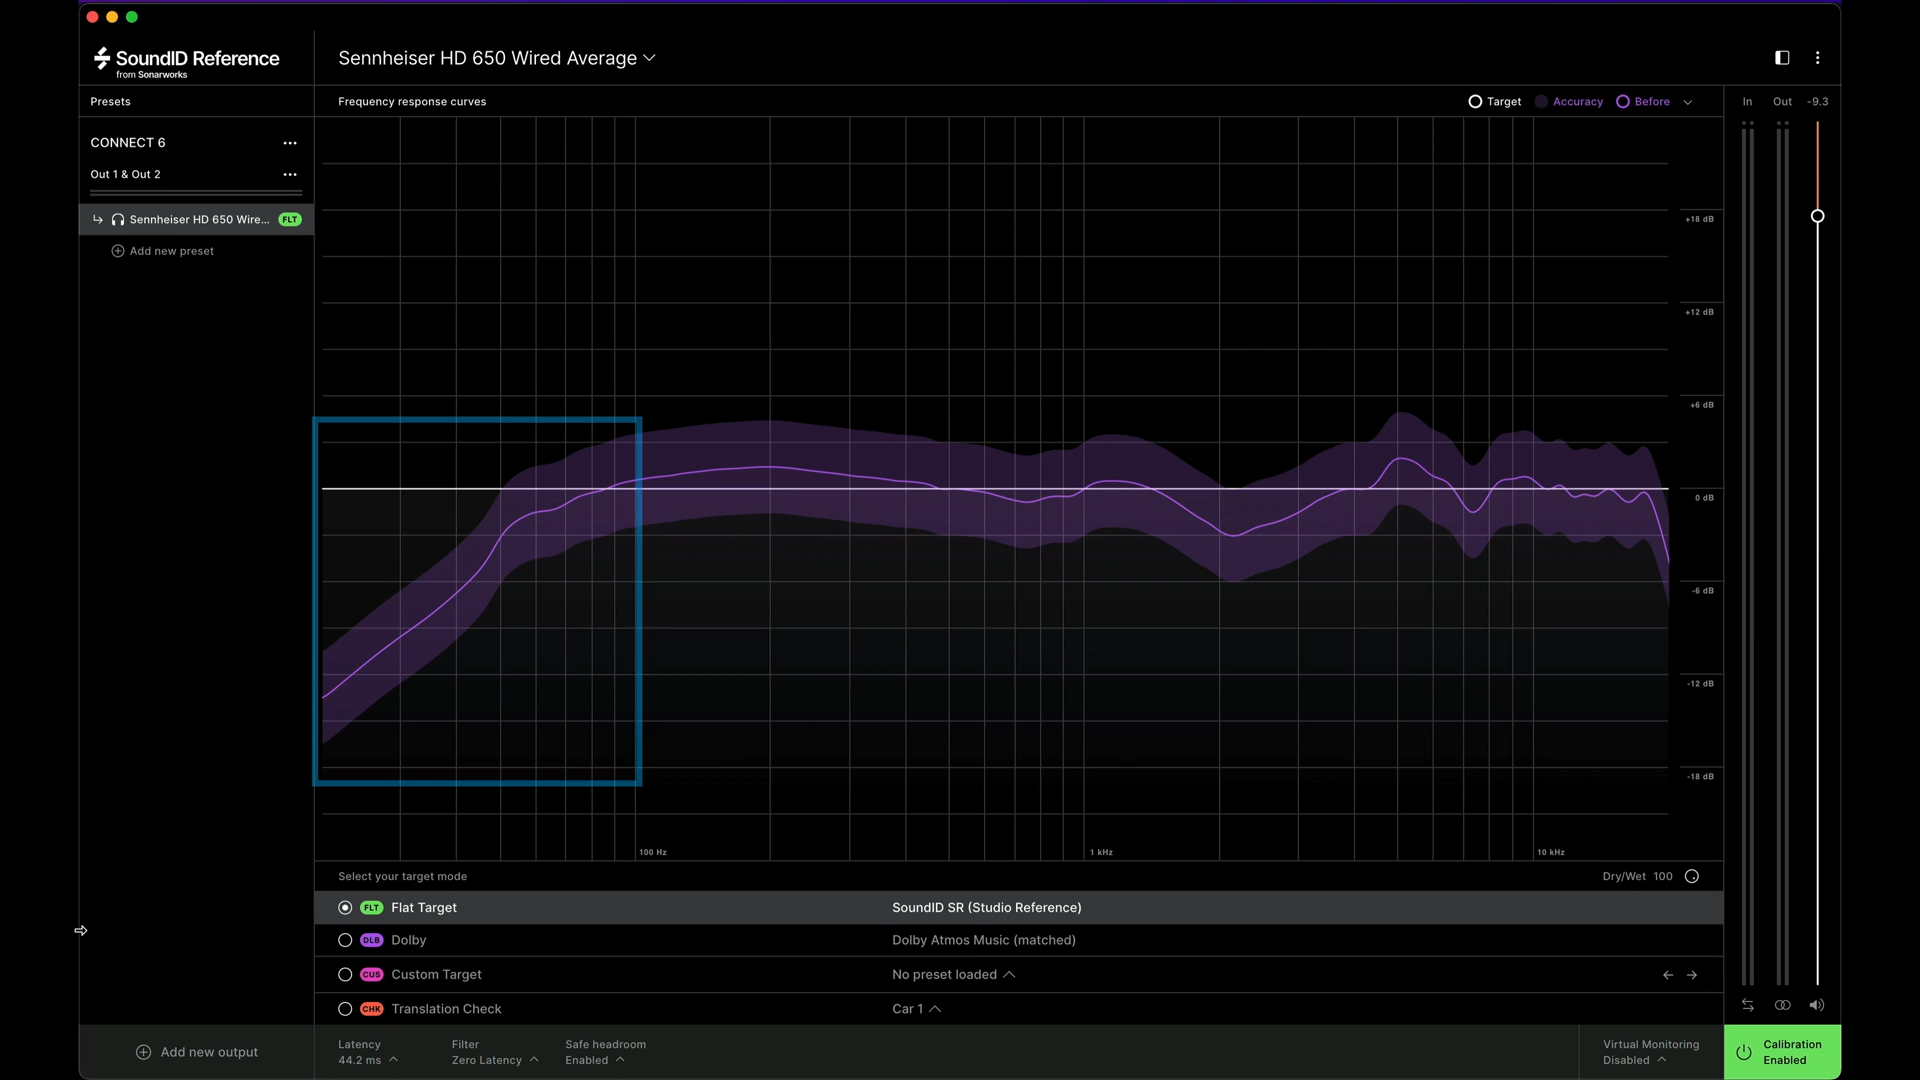 SoundID Reference
from Sonarworks
Sennheiser HD 650 Wired Average
Presets
Frequency response curves
Target
Accuracy
Before
In
Out
-9.3
CONNECT 6
Out 1 & Out 2
Sennheiser HD 650 Wire...
FLT
Add new preset
+18 dB
+12 dB
+6 dB
0 dB
-6 dB
-12 dB
-18 dB
100 Hz
1 kHz
10 kHz
Select your target mode
Dry/Wet 100
FLT Flat Target
SoundID SR (Studio Reference)
DLB Dolby
Dolby Atmos Music (matched)
CUS Custom Target
No preset loaded
CHK Translation Check
Car 1
Add new output
Latency
44.2 ms
Filter
Zero Latency
Safe headroom
Enabled
Virtual Monitoring
Disabled
Calibration
Enabled